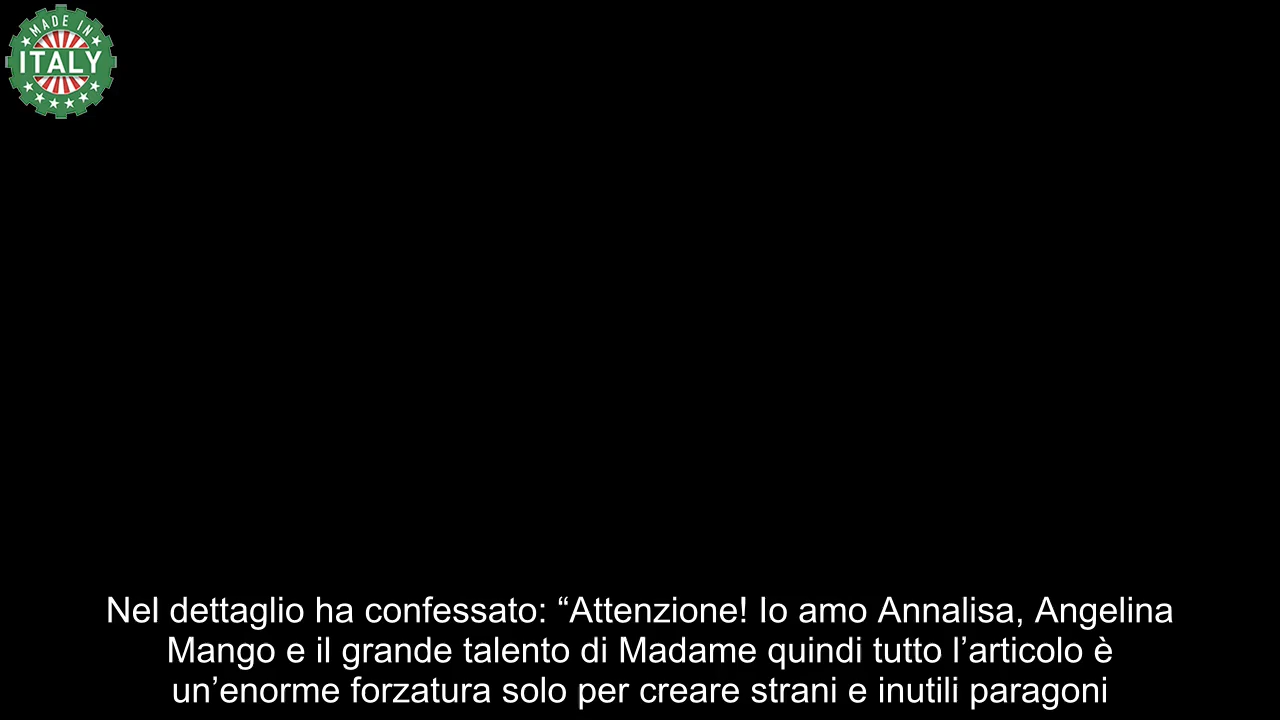 MADE IN
ITALY
Nel dettaglio ha confessato: “Attenzione! Io amo Annalisa, Angelina
Mango e il grande talento di Madame quindi tutto l’articolo è
un’enorme forzatura solo per creare strani e inutili paragoni